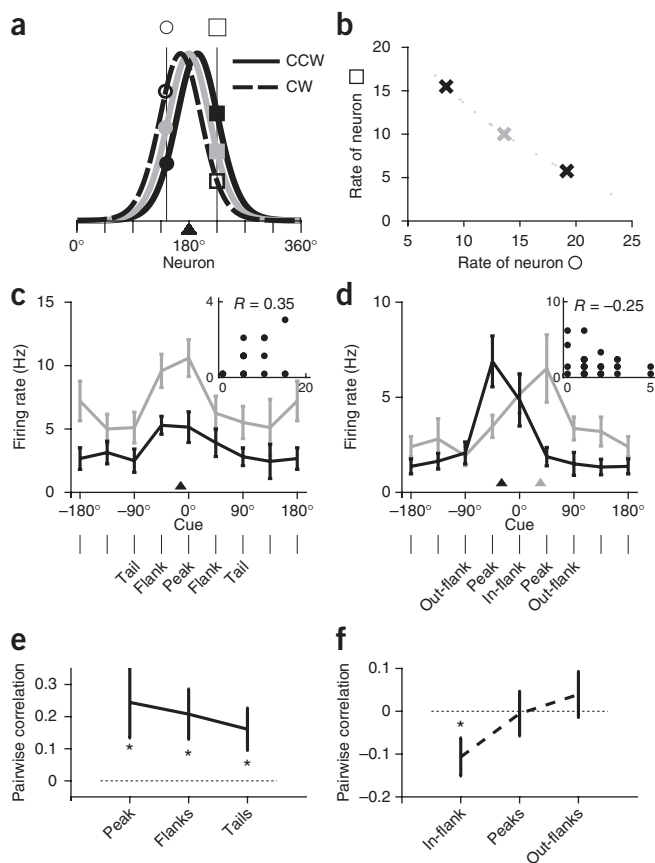 a
CCW
CW
0° 180° 360°
Neuron
b
20
15
10
5
0
5 10 15 20 25
Rate of neuron
Rate of neuron
c
15
10
5
0
Firing rate (Hz)
4
0
0 20
R = 0.35
−180° −90° 0° 90° 180°
Cue
Tail Flank Peak Flank Tail
d
10
5
0
Firing rate (Hz)
10
0
0 5
R = −0.25
−180° −90° 0° 90° 180°
Cue
Out-flank Peak In-flank Peak Out-flank
e
0.3
0.2
0.1
0
Pairwise correlation
* * *
Peak Flanks Tails
f
0.1
0
−0.1
−0.2
Pairwise correlation
*
In-flank Peaks Out-flanks